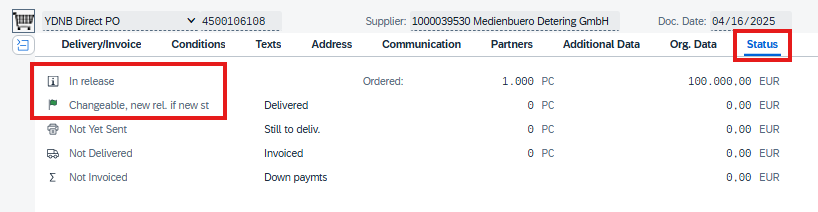 YDNB Direct PO 4500106108 Supplier: 1000039530 Medienbuero Detering GmbH Doc. Date: 04/16/2025
Delivery/Invoice Conditions Texts Address Communication Partners Additional Data Org. Data Status
In release Ordered: 1.000 PC 100.000,00 EUR
Changeable, new rel. if new st Delivered 0 PC 0,00 EUR
Not Yet Sent Still to deliv. 0 PC 0,00 EUR
Not Delivered Invoiced 0 PC 0,00 EUR
Σ Not Invoiced Down paymts 0,00 EUR